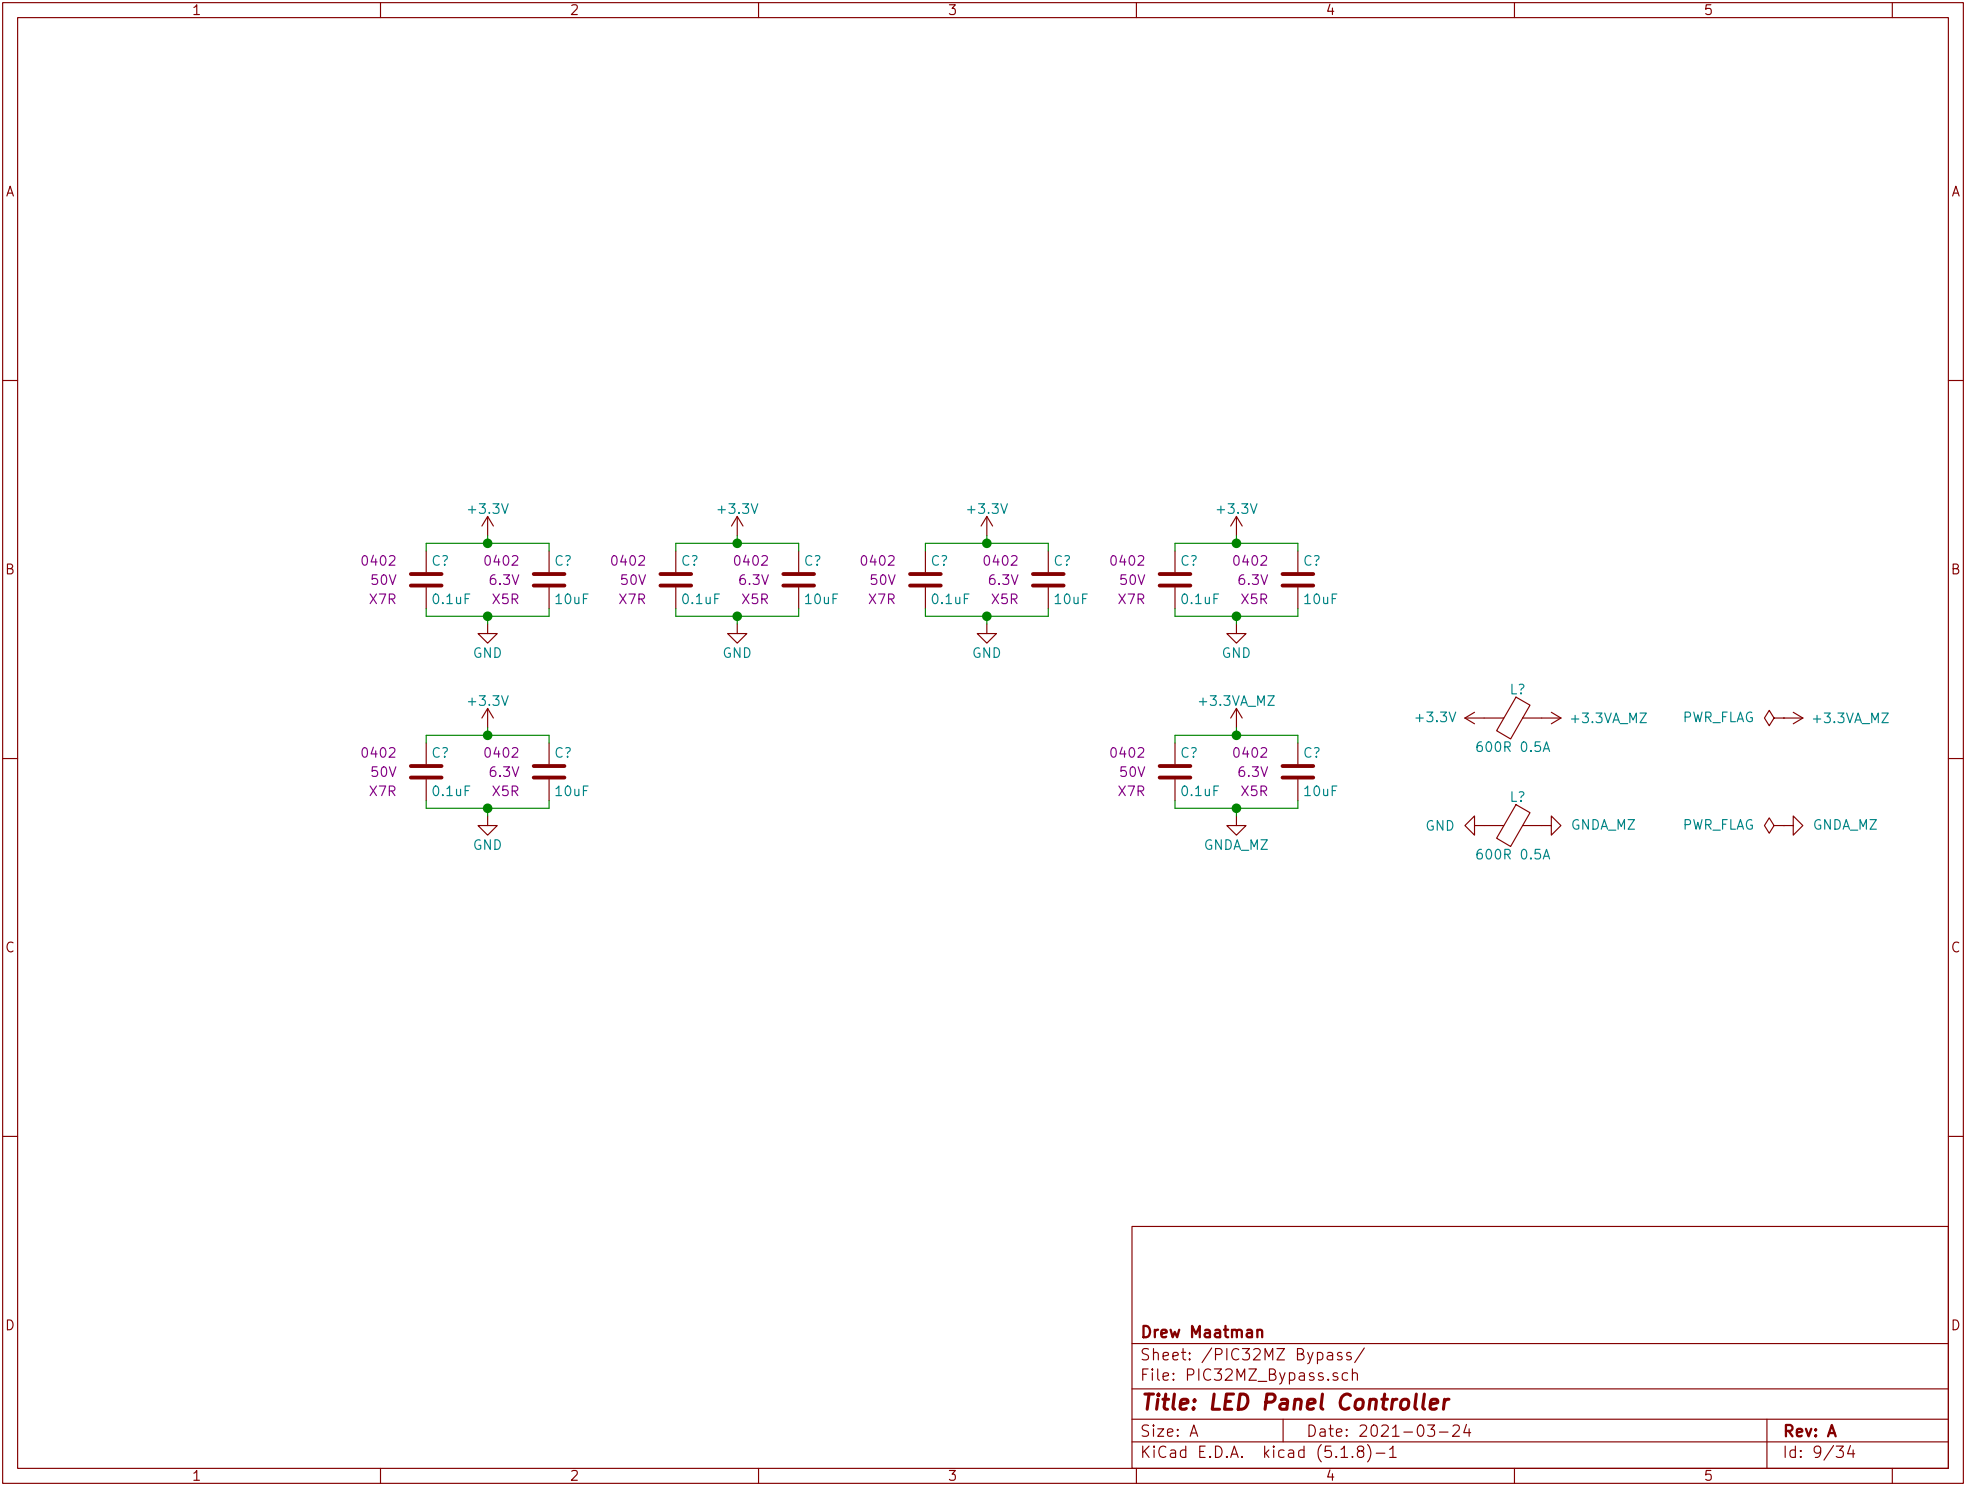 1 2 3 4 5
A A
+3.3V +3.3V +3.3V +3.3V
0402 C? 0402 C? 0402 C? 0402 C? 0402 C? 0402 C? 0402 C? 0402 C?
B B
50V 6.3V 50V 6.3V 50V 6.3V 50V 6.3V
X7R 0.1uF X5R 10uF X7R 0.1uF X5R 10uF X7R 0.1uF X5R 10uF X7R 0.1uF X5R 10uF
GND GND GND GND
L?
+3.3V +3.3VA_MZ
+3.3V +3.3VA_MZ PWR_FLAG +3.3VA_MZ
600R 0.5A
0402 C? 0402 C? 0402 C? 0402 C?
50V 6.3V 50V 6.3V
X7R 0.1uF X5R 10uF X7R 0.1uF X5R 10uF
L?
GND GNDA_MZ PWR_FLAG GNDA_MZ
GND GNDA_MZ
600R 0.5A
C C
D D
Drew Maatman
Sheet: /PIC32MZ Bypass/
File: PIC32MZ_Bypass.sch
Title: LED Panel Controller
Size: A Date: 2021-03-24 Rev: A
KiCad E.D.A. kicad (5.1.8)-1 Id: 9/34
1 2 3 4 5